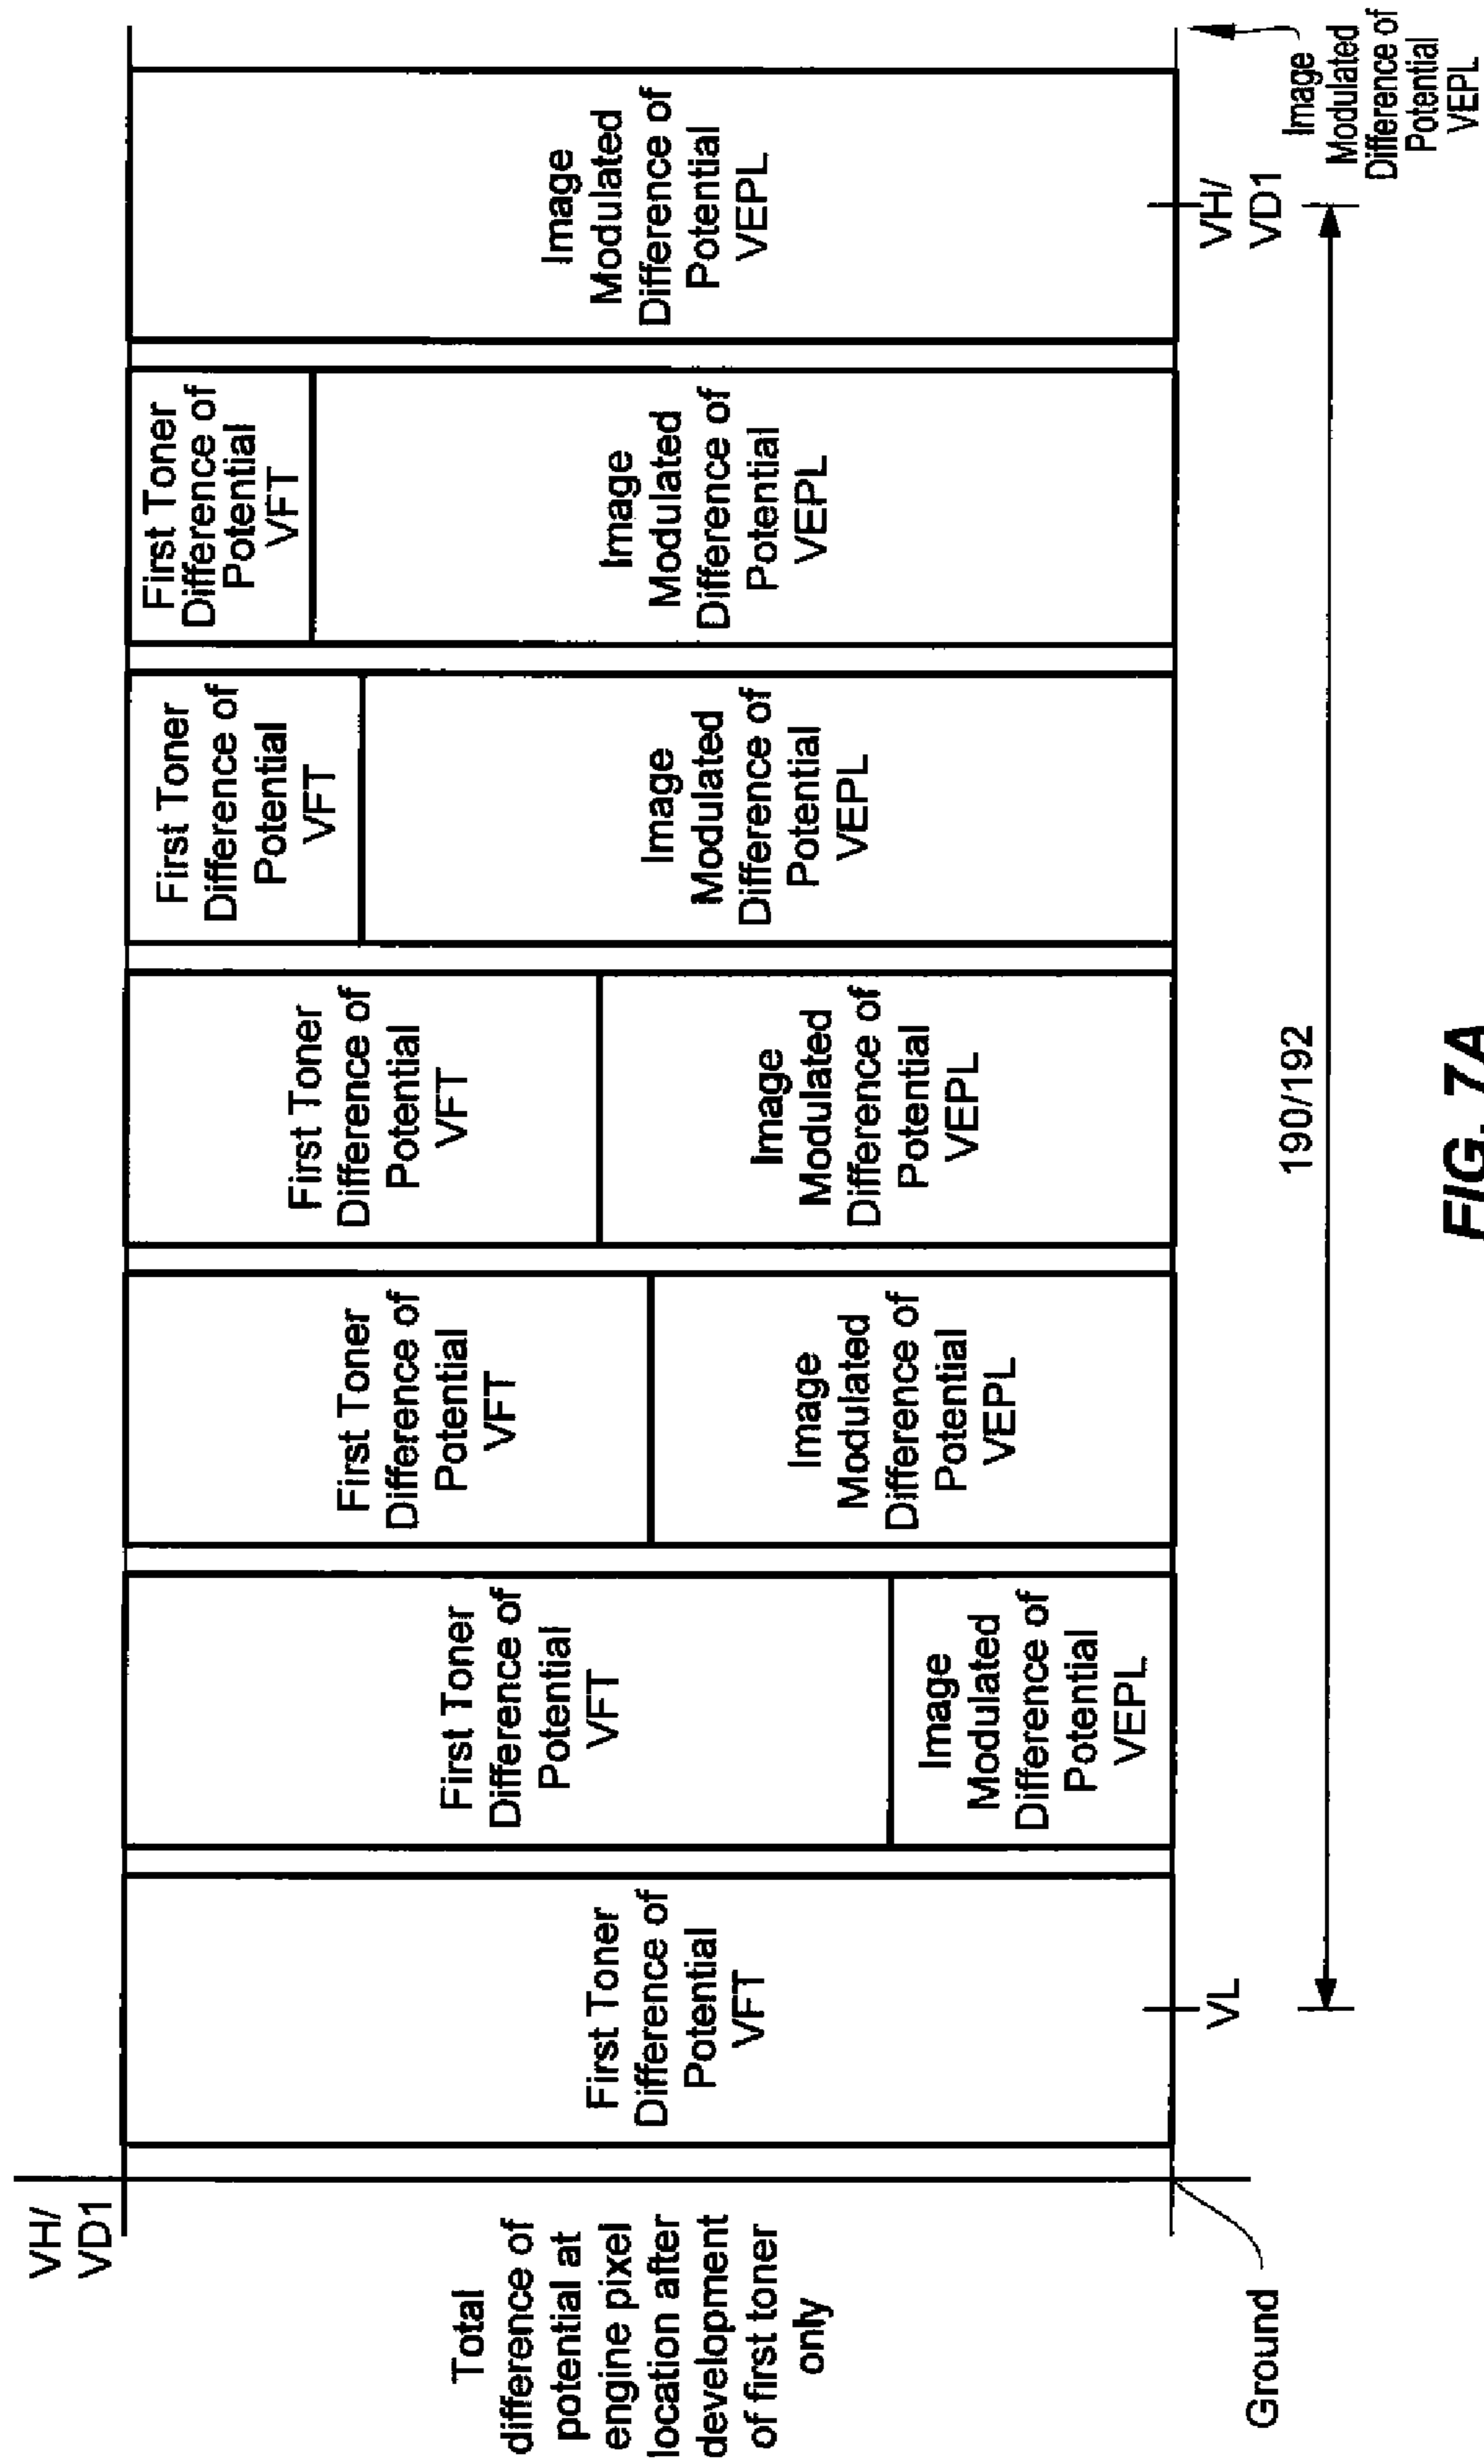 VH/
VD1
Total
difference of
potential at
engine pixel
location after
development
of first toner
only
Ground
First Toner
Difference of
Potential
VFT
First Toner
Difference of
Potential
VFT
Image
Modulated
Difference of
Potential
VEPL
First Toner
Difference of
Potential
VFT
Image
Modulated
Difference of
Potential
VEPL
First Toner
Difference of
Potential
VFT
Image
Modulated
Difference of
Potential
VEPL
First Toner
Difference of
Potential
VFT
Image
Modulated
Difference of
Potential
VEPL
First Toner
Difference of
Potential
VFT
Image
Modulated
Difference of
Potential
VEPL
Image
Modulated
Difference of
Potential
VEPL
VL
VH/
VD1
Image
Modulated
Difference of
Potential
VEPL
190/192
FIG. 7A